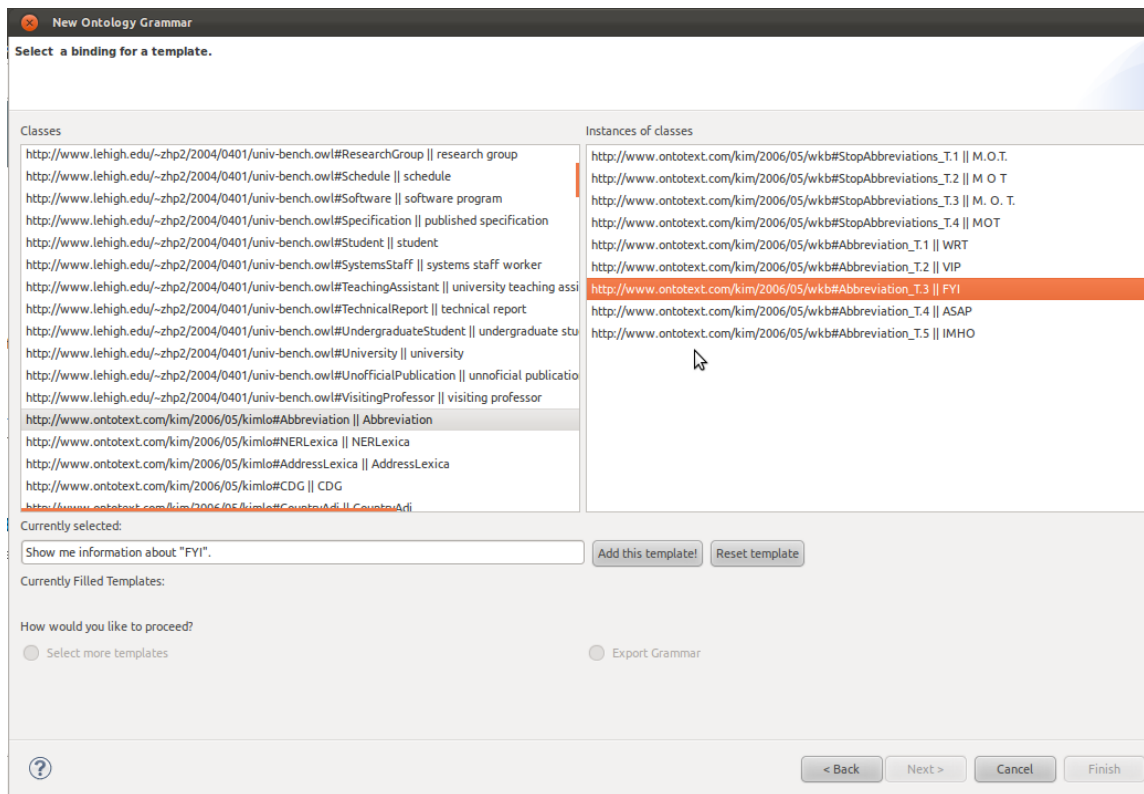 New Ontology Grammar
Select a binding for a template.
Classes
http://www.lehigh.edu/~zhp2/2004/0401/univ-bench.owl#ResearchGroup || research group
http://www.lehigh.edu/~zhp2/2004/0401/univ-bench.owl#Schedule || schedule
http://www.lehigh.edu/~zhp2/2004/0401/univ-bench.owl#Software || software program
http://www.lehigh.edu/~zhp2/2004/0401/univ-bench.owl#Specification || published specification
http://www.lehigh.edu/~zhp2/2004/0401/univ-bench.owl#Student || student
http://www.lehigh.edu/~zhp2/2004/0401/univ-bench.owl#SystemsStaff || systems staff worker
http://www.lehigh.edu/~zhp2/2004/0401/univ-bench.owl#TeachingAssistant || university teaching assi
http://www.lehigh.edu/~zhp2/2004/0401/univ-bench.owl#TechnicalReport || technical report
http://www.lehigh.edu/~zhp2/2004/0401/univ-bench.owl#UndergraduateStudent || undergraduate stu
http://www.lehigh.edu/~zhp2/2004/0401/univ-bench.owl#University || university
http://www.lehigh.edu/~zhp2/2004/0401/univ-bench.owl#UnofficialPublication || unnoficial publicatio
http://www.lehigh.edu/~zhp2/2004/0401/univ-bench.owl#VisitingProfessor || visiting professor
http://www.ontotext.com/kim/2006/05/kimlo#Abbreviation || Abbreviation
http://www.ontotext.com/kim/2006/05/kimlo#NERLexica || NERLexica
http://www.ontotext.com/kim/2006/05/kimlo#AddressLexica || AddressLexica
http://www.ontotext.com/kim/2006/05/kimlo#CDG || CDG
http://www.ontotext.com/kim/2006/05/kimlo#CountryAdj || CountryAdj
Instances of classes
http://www.ontotext.com/kim/2006/05/wkb#StopAbbreviations_T.1 || M.O.T.
http://www.ontotext.com/kim/2006/05/wkb#StopAbbreviations_T.2 || M O T
http://www.ontotext.com/kim/2006/05/wkb#StopAbbreviations_T.3 || M. O. T.
http://www.ontotext.com/kim/2006/05/wkb#StopAbbreviations_T.4 || MOT
http://www.ontotext.com/kim/2006/05/wkb#Abbreviation_T.1 || WRT
http://www.ontotext.com/kim/2006/05/wkb#Abbreviation_T.2 || VIP
http://www.ontotext.com/kim/2006/05/wkb#Abbreviation_T.3 || FYI
http://www.ontotext.com/kim/2006/05/wkb#Abbreviation_T.4 || ASAP
http://www.ontotext.com/kim/2006/05/wkb#Abbreviation_T.5 || IMHO
Currently selected:
Show me information about "FYI".
Add this template!
Reset template
Currently Filled Templates:
How would you like to proceed?
Select more templates
Export Grammar
< Back
Next >
Cancel
Finish